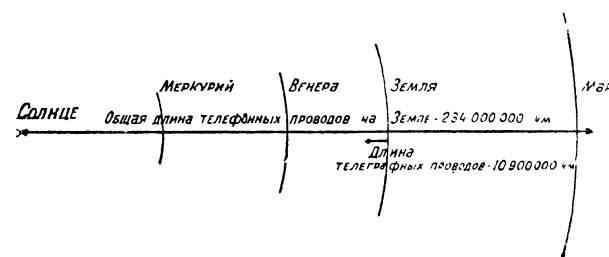 Меркурий Венера Земля Мар
Солнце
Общая длина телефонных проводов на Земле - 234 000 000 км
Длина
телеграфных проводов - 10 900 000 км